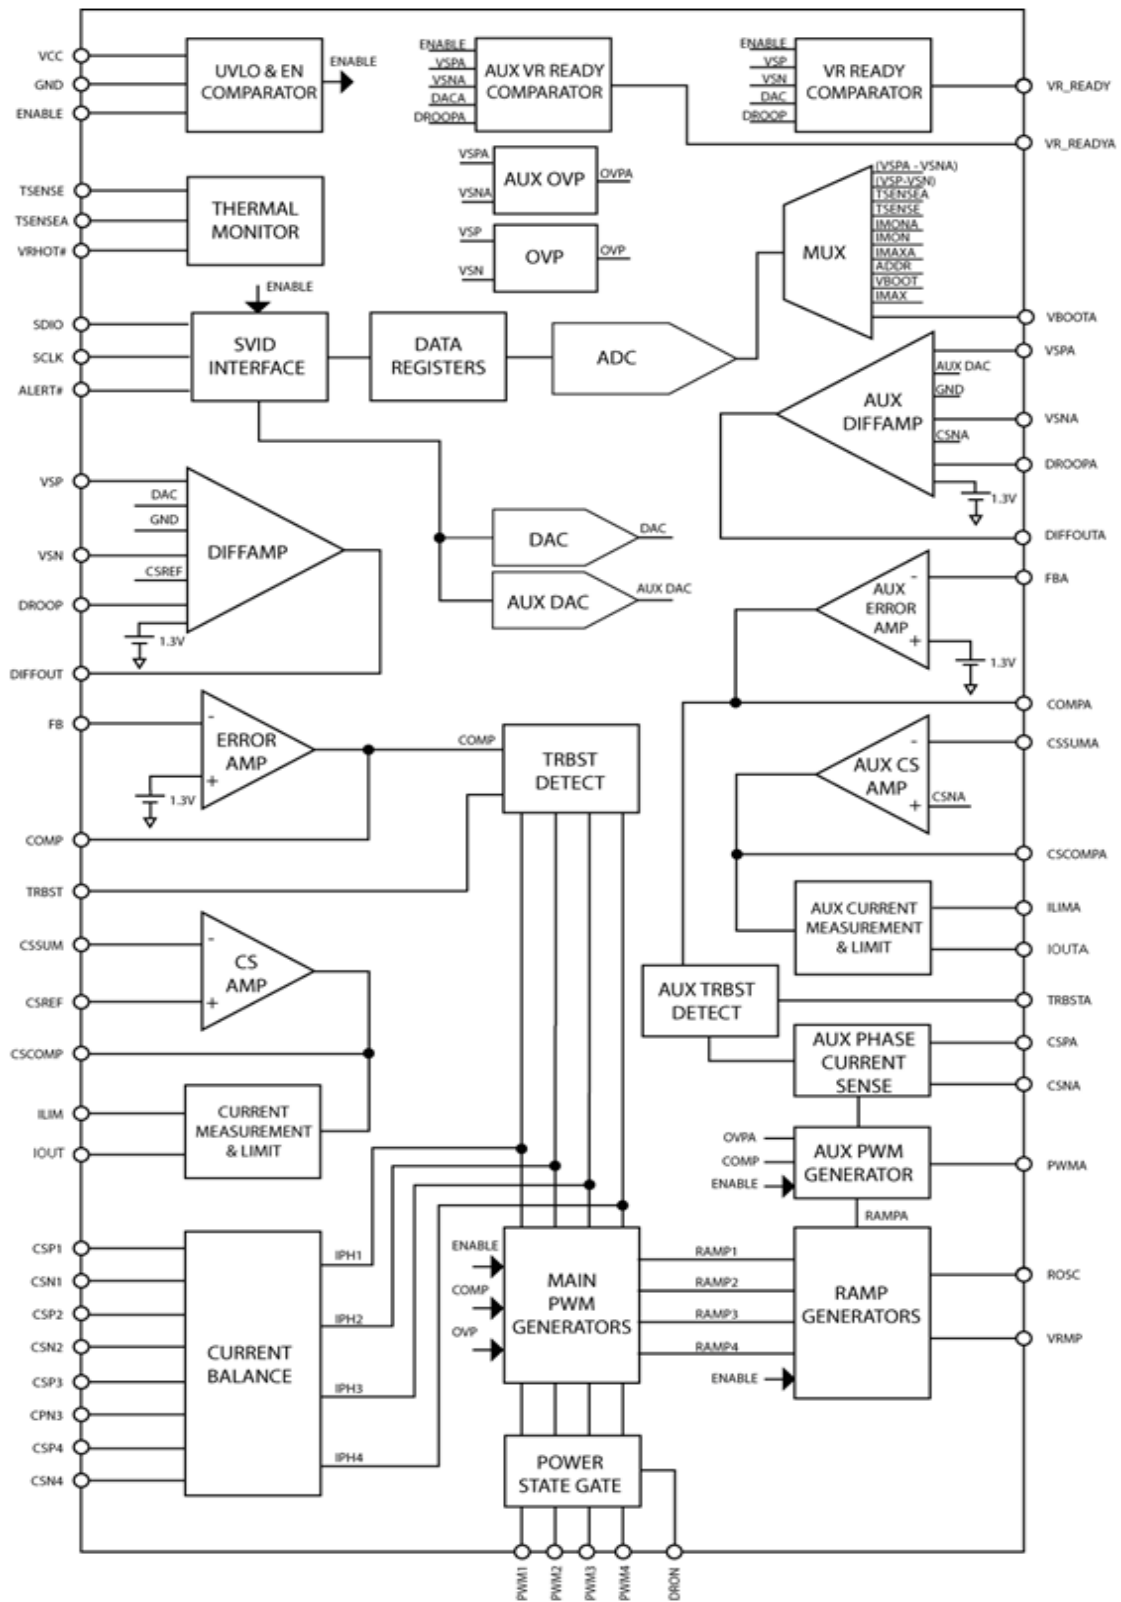 VCC
GND
ENABLE
UVLO & EN
COMPARATOR
ENABLE
ENABLE
VSPA
VSNA
DACA
DROOPA
AUX VR READY
COMPARATOR
ENABLE
VSP
VSN
DAC
DROOP
VR READY
COMPARATOR
VR_READY
VR_READYA
TSENSE
TSENSEA
VRHOT#
THERMAL
MONITOR
VSPA
VSNA
AUX OVP
OVPA
VSP
VSN
OVP
OVP
MUX
(VSPA - VSNA)
(VSP-VSN)
TSENSEA
TSENSE
IMONA
IMON
IMAXA
ADDR
VBOOT
IMAX
VBOOTA
ENABLE
SDIO
SCLK
ALERT#
SVID
INTERFACE
DATA
REGISTERS
ADC
VSPA
AUX DAC
GND
VSNA
CSNA
DROOPA
1.3V
AUX
DIFFAMP
DIFFOUTA
VSP
DAC
GND
VSN
CSREF
DROOP
1.3V
DIFFAMP
DIFFOUT
DAC
DAC
AUX DAC
AUX DAC
FBA
-
AUX
ERROR
AMP
+
1.3V
COMPA
FB
-
ERROR
AMP
+
1.3V
COMP
COMP
TRBST
TRBST
DETECT
CSSUMA
-
AUX CS
AMP
+
CSNA
CSCOMPA
AUX CURRENT
MEASUREMENT
& LIMIT
ILIMA
IOUTA
CSSUM
-
CS
AMP
CSREF
+
CSCOMP
AUX TRBST
DETECT
TRBSTA
AUX PHASE
CURRENT
SENSE
CSPA
CSNA
ILIM
IOUT
CURRENT
MEASUREMENT
& LIMIT
OVPA
COMP
ENABLE
AUX PWM
GENERATOR
PWMA
RAMPA
CSP1
CSN1
CSP2
CSN2
CSP3
CPN3
CSP4
CSN4
CURRENT
BALANCE
IPH1
IPH2
IPH3
IPH4
ENABLE
COMP
OVP
MAIN
PWM
GENERATORS
RAMP1
RAMP2
RAMP3
RAMP4
ENABLE
RAMP
GENERATORS
ROSC
VRMP
POWER
STATE GATE
PWM1
PWM2
PWM3
PWM4
DRON